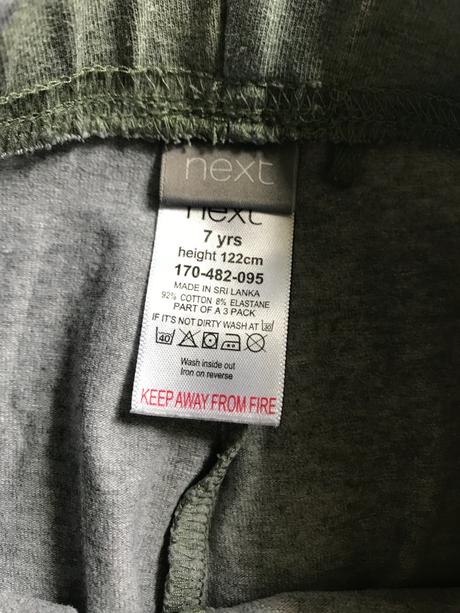 next
next
7 yrs
height 122cm
170-482-095
MADE IN SRI LANKA
92% COTTON 8% ELASTANE
PART OF A 3 PACK
IF IT'S NOT DIRTY WASH AT 30
40
Wash inside out
Iron on reverse
KEEP AWAY FROM FIRE